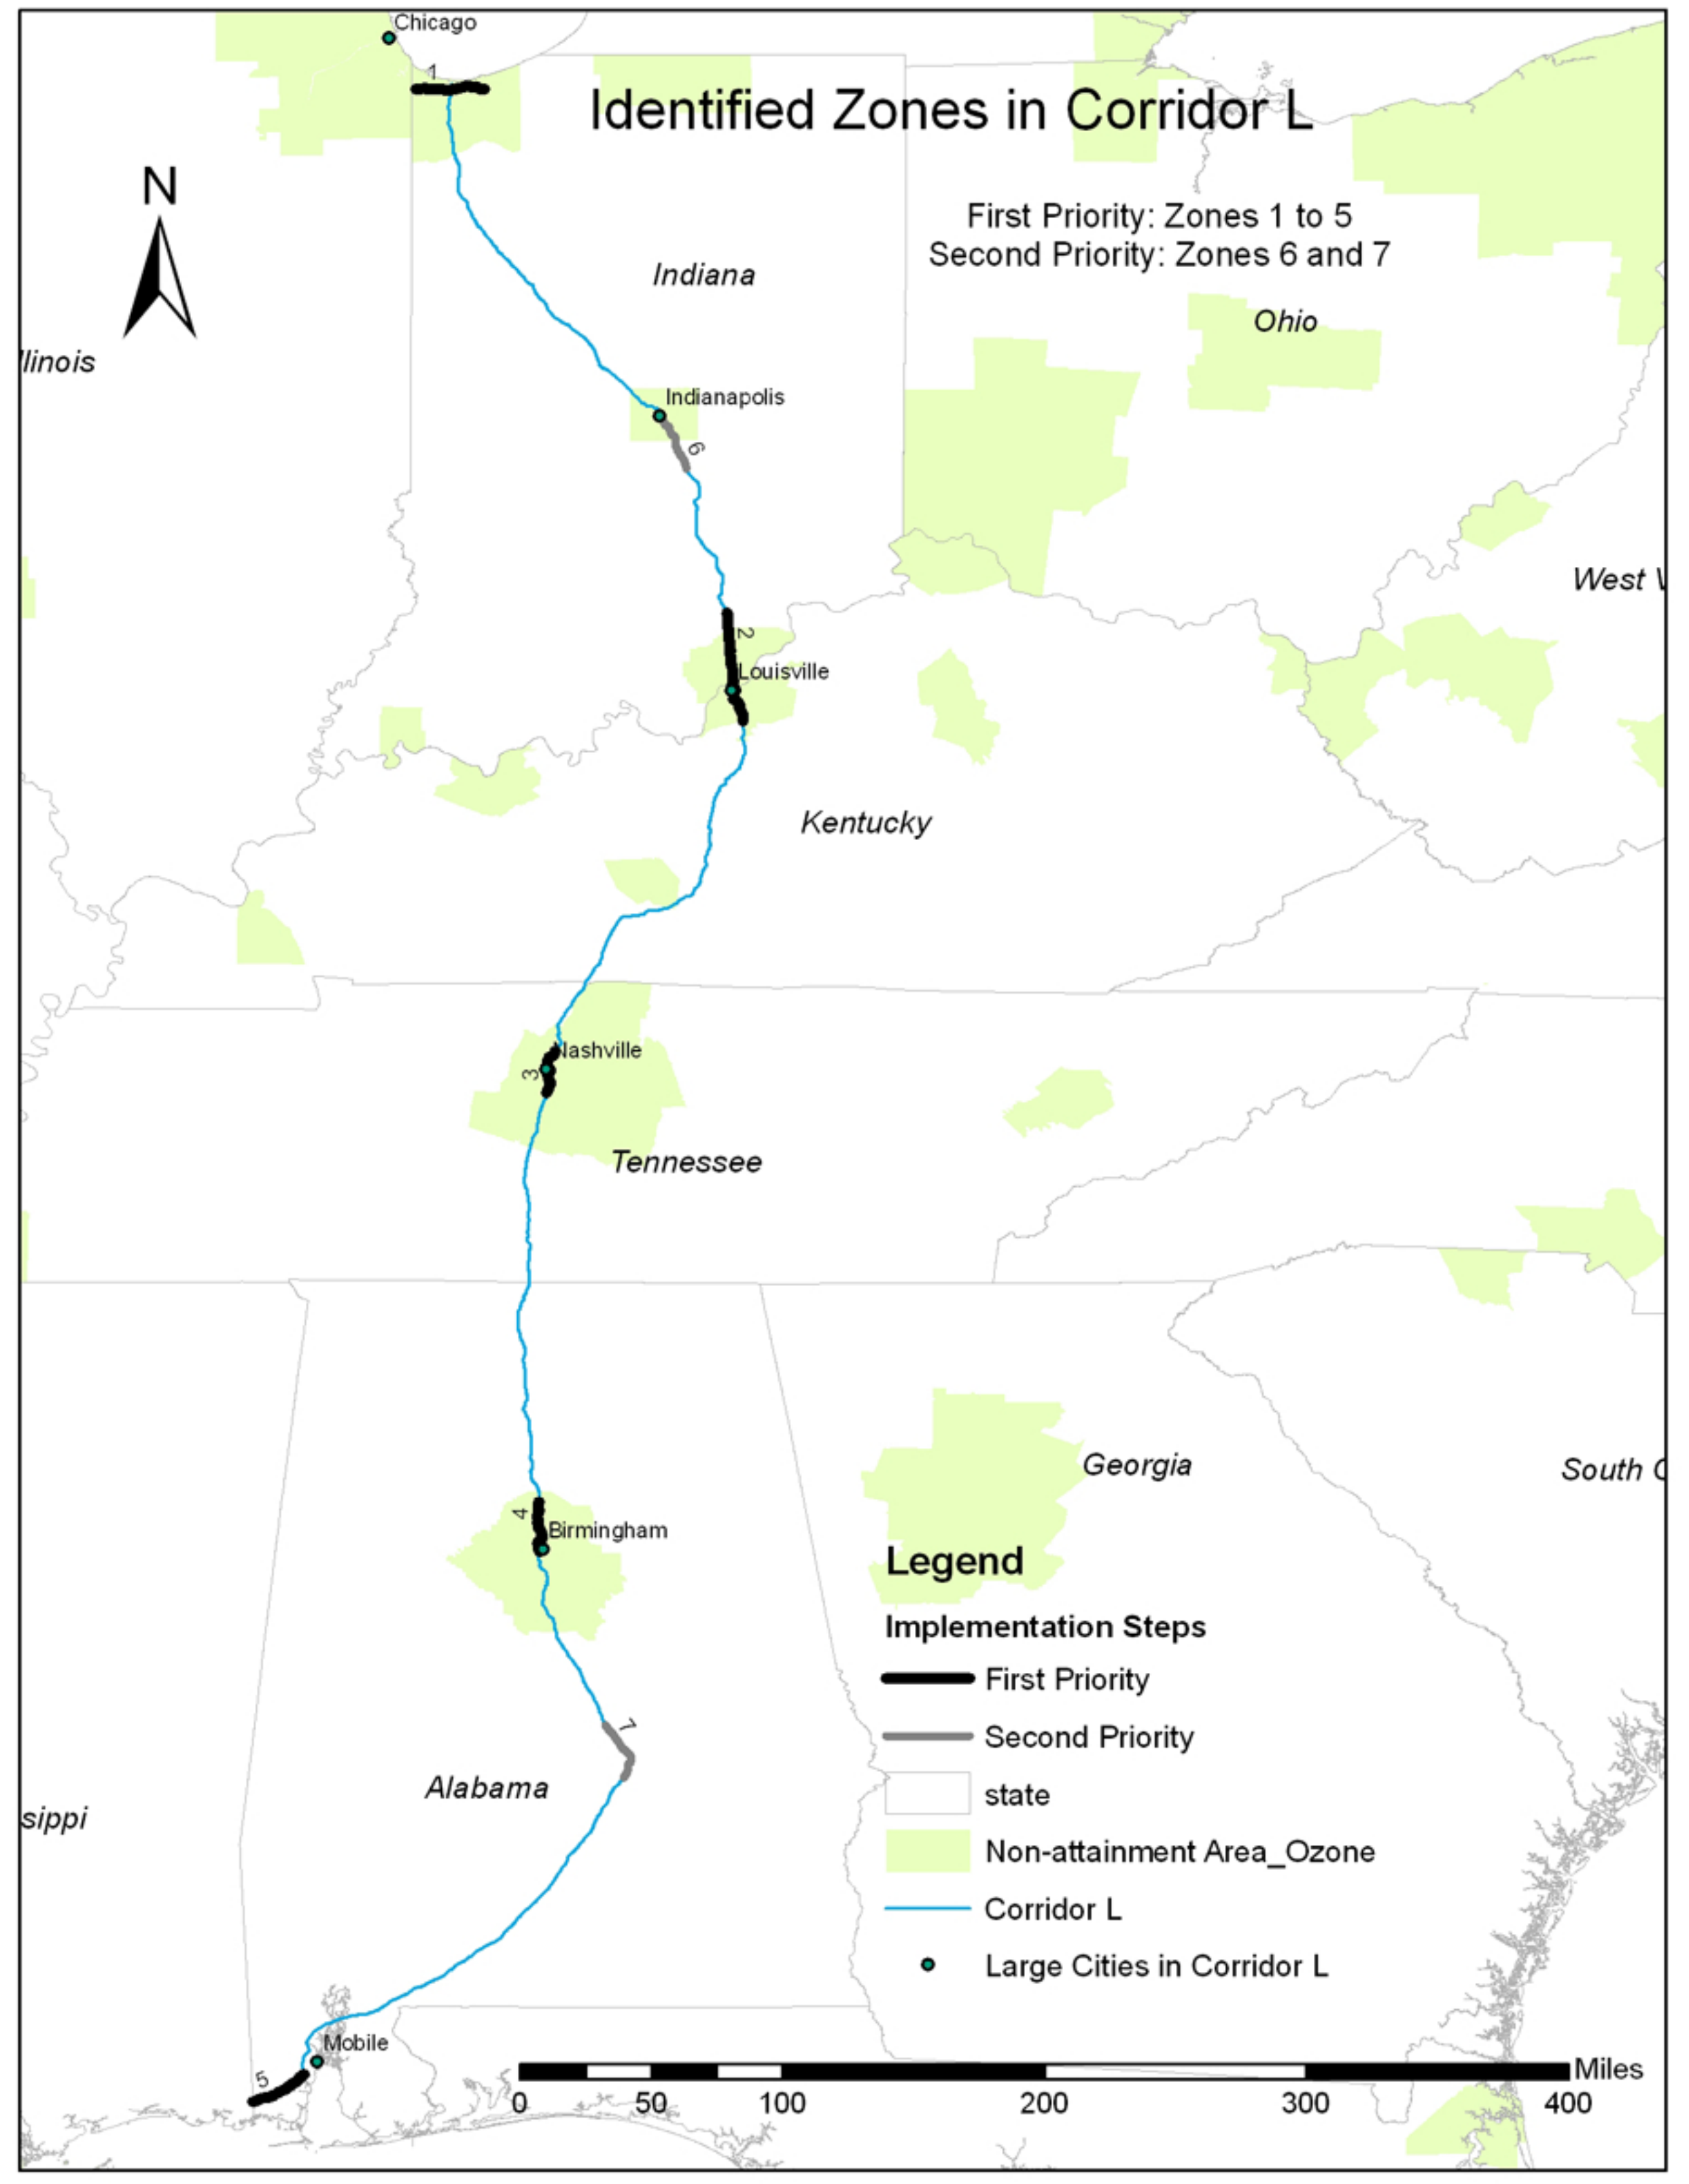 Chicago
1
Identified Zones in Corridor L
N
First Priority: Zones 1 to 5
Second Priority: Zones 6 and 7
Indiana
Ohio
llinois
Indianapolis
6
West V
2
Louisville
Kentucky
Nashville
3
Tennessee
Georgia
South C
4
Birmingham
Legend
Implementation Steps
First Priority
7
Second Priority
Alabama
state
sippi
Non-attainment Area_Ozone
Corridor L
Large Cities in Corridor L
Mobile
5
Miles
0 50 100 200 300 400